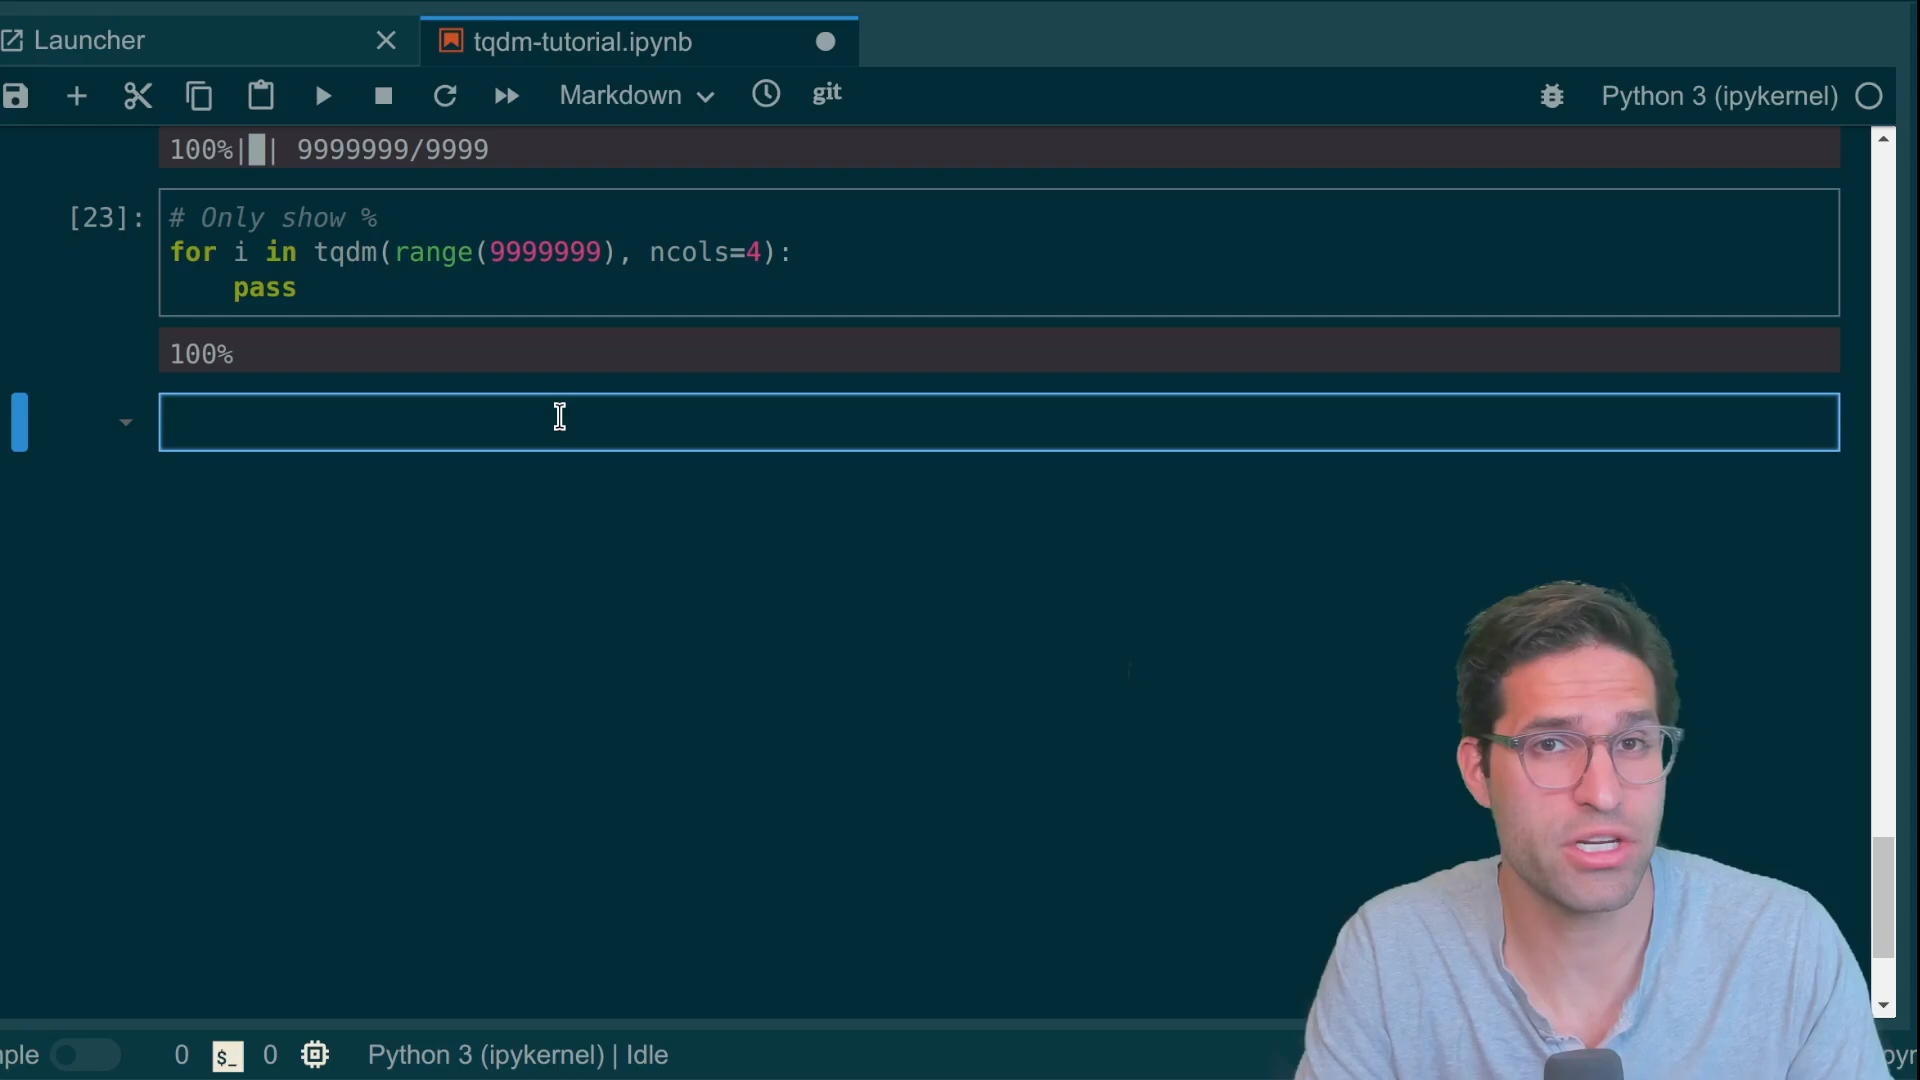 Launcher
tqdm-tutorial.ipynb
Markdown
git
Python 3 (ipykernel)
100%|█| 9999999/9999
[23]:
# Only show %
for i in tqdm(range(9999999), ncols=4):
    pass
100%
mple
0
$_
0
Python 3 (ipykernel) | Idle